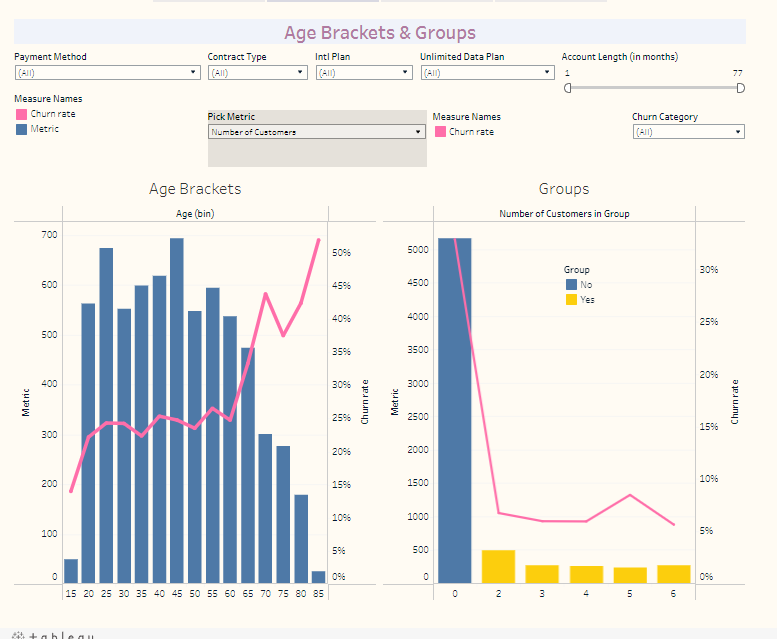 Age Brackets & Groups
Payment Method Contract Type Intl Plan Unlimited Data Plan Account Length (in months)
(All) (All) (All) (All) 1 77
Measure Names
Churn rate
Metric
Pick Metric
Number of Customers
Measure Names
Churn rate
Churn Category
(All)
Age Brackets
Age (bin)
700
600
500
400
300
200
100
0
Metric
50%
45%
40%
35%
30%
25%
20%
15%
10%
5%
0%
Churn rate
15 20 25 30 35 40 45 50 55 60 65 70 75 80 85
Groups
Number of Customers in Group
Group
No
Yes
5000
4500
4000
3500
3000
2500
2000
1500
1000
500
0
Metric
30%
25%
20%
15%
10%
5%
0%
Churn rate
0 2 3 4 5 6
tableau